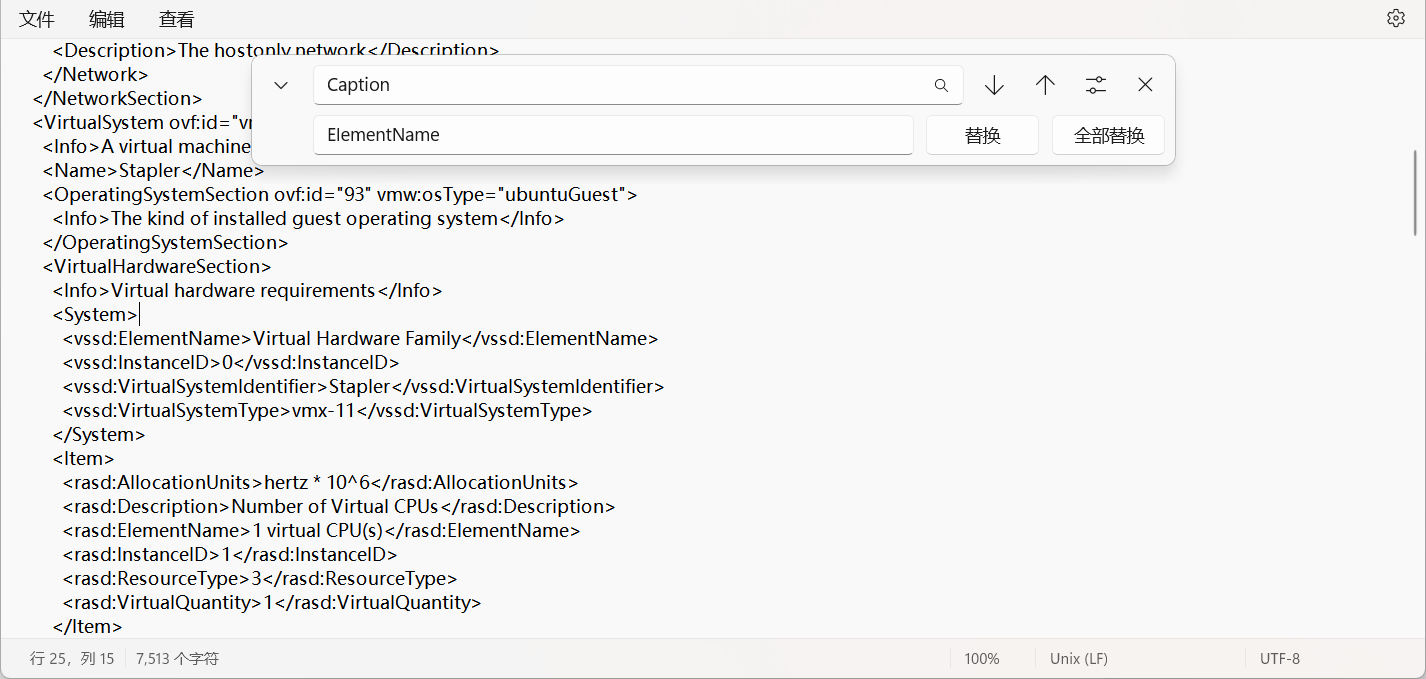 文件 编辑 查看
<Description>The hostonly network</Description>
</Network>
</NetworkSection>
<VirtualSystem ovf:id="
<Info>A virtual machine
<Name>Stapler</Name>
Caption
ElementName 替换 全部替换
<OperatingSystemSection ovf:id="93" vmw:osType="ubuntuGuest">
<Info>The kind of installed guest operating system</Info>
</OperatingSystemSection>
<VirtualHardwareSection>
<Info>Virtual hardware requirements</Info>
<System>
<vssd:ElementName>Virtual Hardware Family</vssd:ElementName>
<vssd:InstanceID>0</vssd:InstanceID>
<vssd:VirtualSystemIdentifier>Stapler</vssd:VirtualSystemIdentifier>
<vssd:VirtualSystemType>vmx-11</vssd:VirtualSystemType>
</System>
<Item>
<rasd:AllocationUnits>hertz * 10^6</rasd:AllocationUnits>
<rasd:Description>Number of Virtual CPUs</rasd:Description>
<rasd:ElementName>1 virtual CPU(s)</rasd:ElementName>
<rasd:InstanceID>1</rasd:InstanceID>
<rasd:ResourceType>3</rasd:ResourceType>
<rasd:VirtualQuantity>1</rasd:VirtualQuantity>
</Item>
行 25，列 15 7,513 个字符 100% Unix (LF) UTF-8